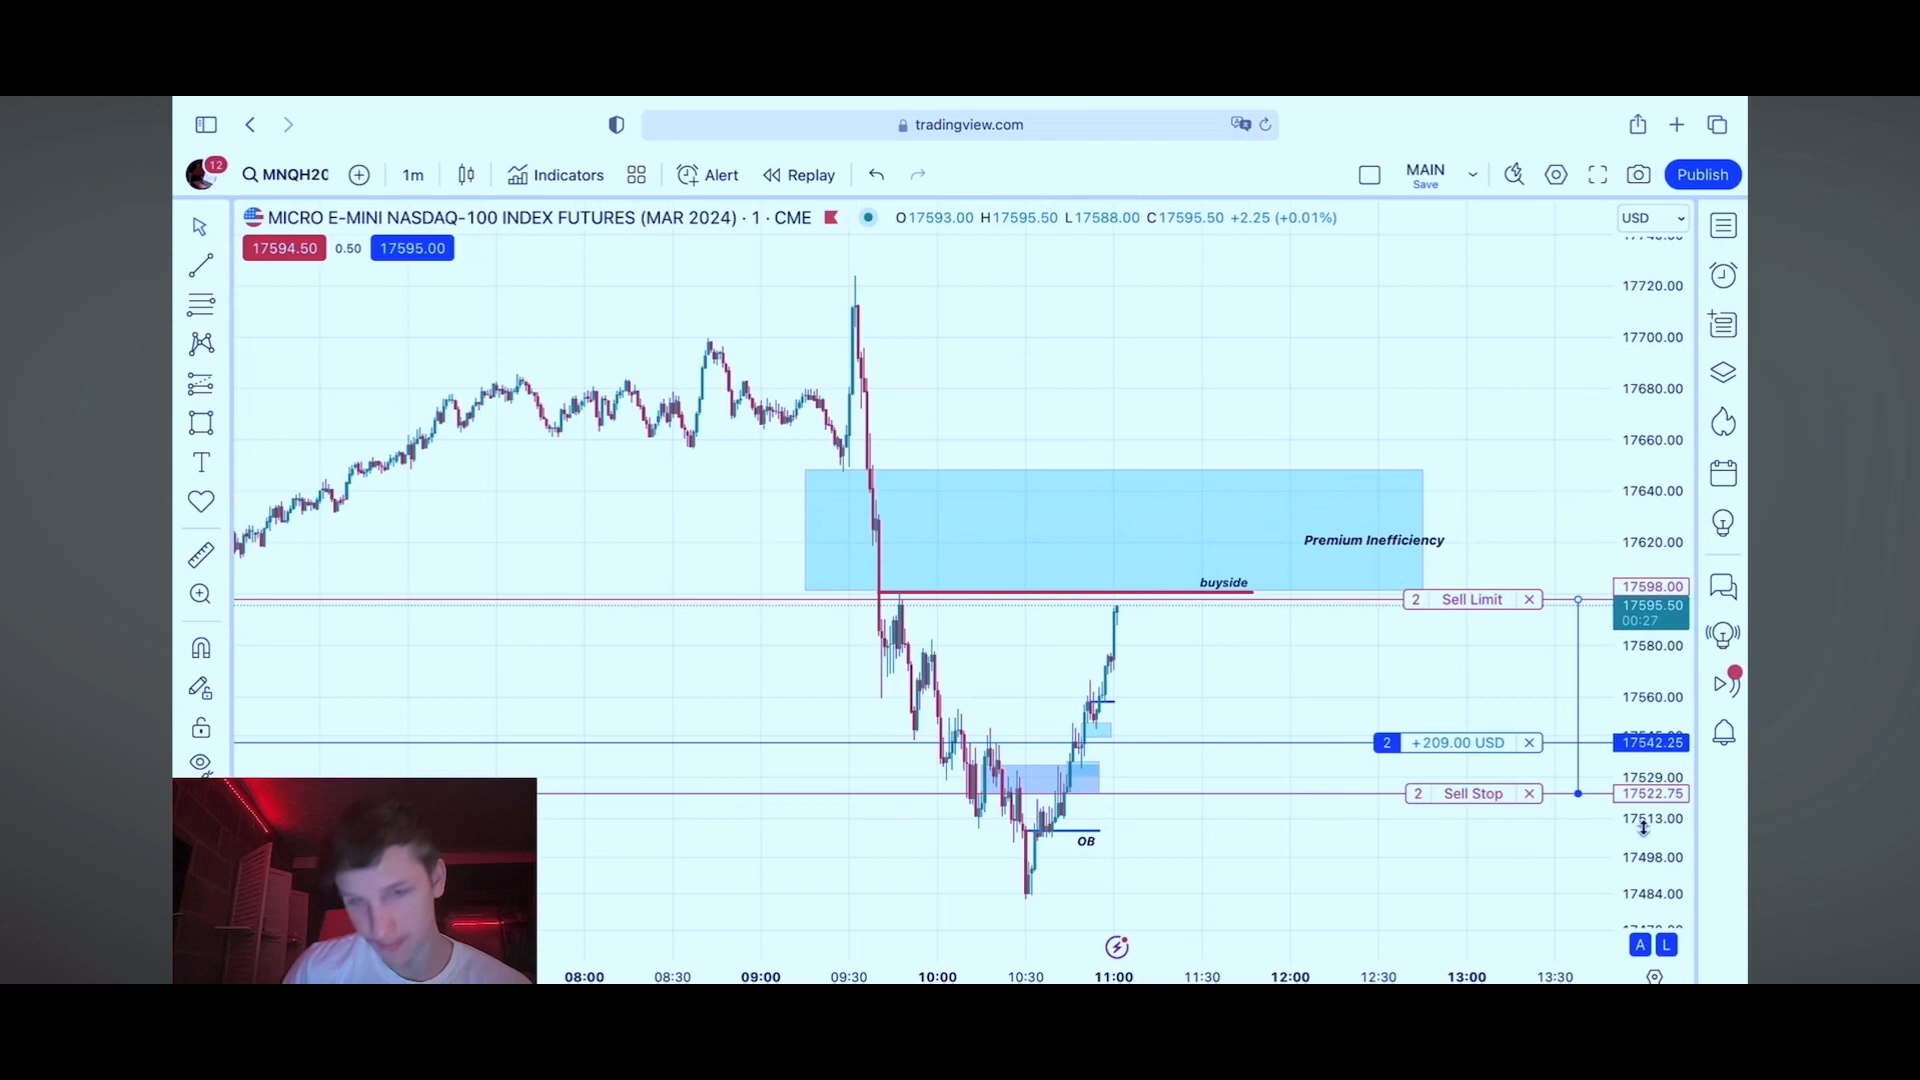 tradingview.com
12
MNQH2
1m
Indicators
Alert
Replay
MAIN
Save
Publish
MICRO E-MINI NASDAQ-100 INDEX FUTURES (MAR 2024) · 1 · CME
O17593.00 H17595.50 L17588.00 C17595.50 +2.25 (+0.01%)
USD
17594.50
0.50
17595.00
17720.00
17700.00
17680.00
17660.00
17640.00
Premium Inefficiency
17620.00
buyside
17598.00
2 Sell Limit
17595.50
00:27
17580.00
17560.00
2 +209.00 USD
17542.25
17529.00
2 Sell Stop
17522.75
17513.00
OB
17498.00
17484.00
A L
08:00 08:30 09:00 09:30 10:00 10:30 11:00 11:30 12:00 12:30 13:00 13:30